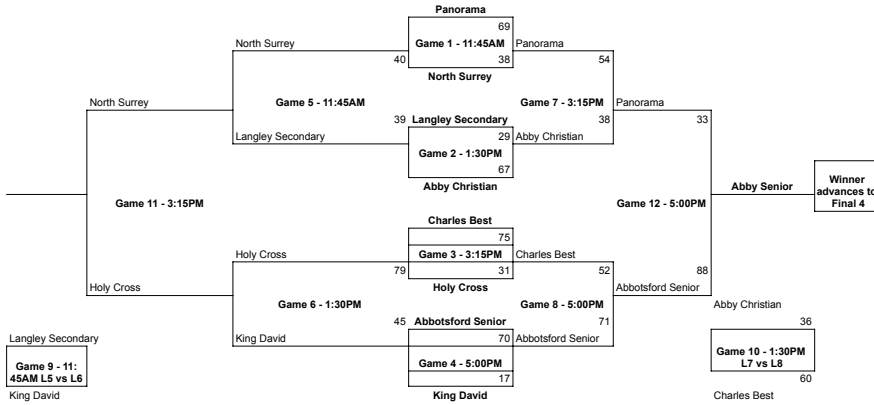 Panorama
69
North Surrey
Game 1 - 11:45AM
Panorama
40
38
54
North Surrey
North Surrey
Game 5 - 11:45AM
Game 7 - 3:15PM
Panorama
39
Langley Secondary
38
33
Langley Secondary
29
Abby Christian
Game 2 - 1:30PM
67
Abby Christian
Abby Senior
Winner
advances to
Final 4
Game 11 - 3:15PM
Game 12 - 5:00PM
Charles Best
75
Holy Cross
Game 3 - 3:15PM
Charles Best
79
31
52
88
Holy Cross
Holy Cross
Game 6 - 1:30PM
Game 8 - 5:00PM
Abbotsford Senior
Abby Christian
45
Abbotsford Senior
71
36
Langley Secondary
King David
70
Abbotsford Senior
Game 9 - 11:
45AM L5 vs L6
Game 4 - 5:00PM
Game 10 - 1:30PM
L7 vs L8
17
60
King David
King David
Charles Best